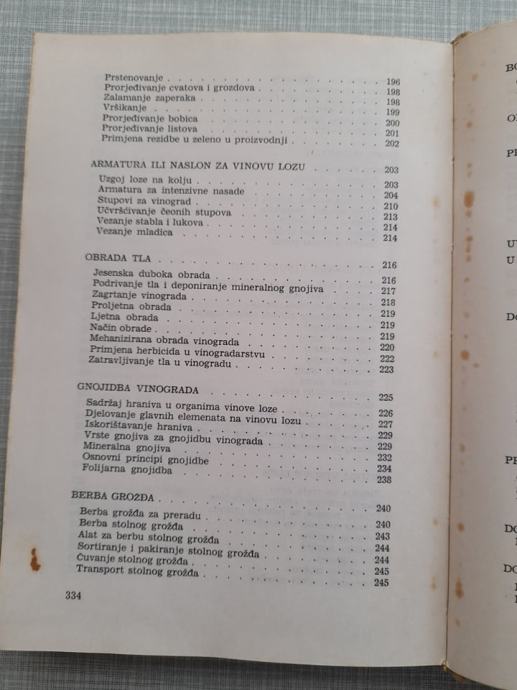 Prstenovanje . . . . . . . . . . . . . . 196
Prorjeđivanje cvatova i grozdova . . . . . . . . 198
Zalamanje zaperaka . . . . . . . . . . . . 198
Vršikanje . . . . . . . . . . . . . . . 199
Prorjeđivanje bobica . . . . . . . . . . . . 200
Prorjeđivanje listova . . . . . . . . . . . . 201
Primjena rezidbe u zeleno u proizvodnji . . . . . . 202
ARMATURA ILI NASLON ZA VINOVU LOZU . . . . . 203
Uzgoj loze na kolju . . . . . . . . . . . . 203
Armatura za intenzivne nasade . . . . . . . . . 204
Stupovi za vinograd . . . . . . . . . . . . 210
Učvršćivanje čeonih stupova . . . . . . . . . . 213
Vezanje stabla i lukova . . . . . . . . . . . 214
Vezanje mladica . . . . . . . . . . . . . 214
OBRADA TLA . . . . . . . . . . . . . . 216
Jesenska duboka obrada . . . . . . . . . . . 216
Podrivanje tla i deponiranje mineralnog gnojiva . . . . 217
Zagrtanje vinograda . . . . . . . . . . . . 218
Proljetna obrada . . . . . . . . . . . . . 219
Ljetna obrada . . . . . . . . . . . . . . 219
Način obrade . . . . . . . . . . . . . . 219
Mehanizirana obrada vinograda . . . . . . . . . 220
Primjena herbicida u vinogradarstvu . . . . . . . 222
Zatravljivanje tla u vinogradu . . . . . . . . . 223
GNOJIDBA VINOGRADA . . . . . . . . . . . 225
Sadržaj hraniva u organima vinove loze . . . . . . 226
Djelovanje glavnih elemenata na vinovu lozu . . . . . 227
Iskorištavanje hraniva . . . . . . . . . . . 229
Vrste gnojiva za gnojidbu vinograda . . . . . . . 229
Mineralna gnojiva . . . . . . . . . . . . . 232
Osnovni principi gnojidbe . . . . . . . . . . 234
Folijarna gnojidba . . . . . . . . . . . . 238
BERBA GROŽĐA . . . . . . . . . . . . . 240
Berba grožđa za preradu . . . . . . . . . . . 240
Berba stolnog grožđa . . . . . . . . . . . . 243
Alat za berbu stolnog grožđa . . . . . . . . . 244
Sortiranje i pakiranje stolnog grožđa . . . . . . . 244
Čuvanje stolnog grožđa . . . . . . . . . . . 245
Transport stolnog grožđa . . . . . . . . . . . 245
334